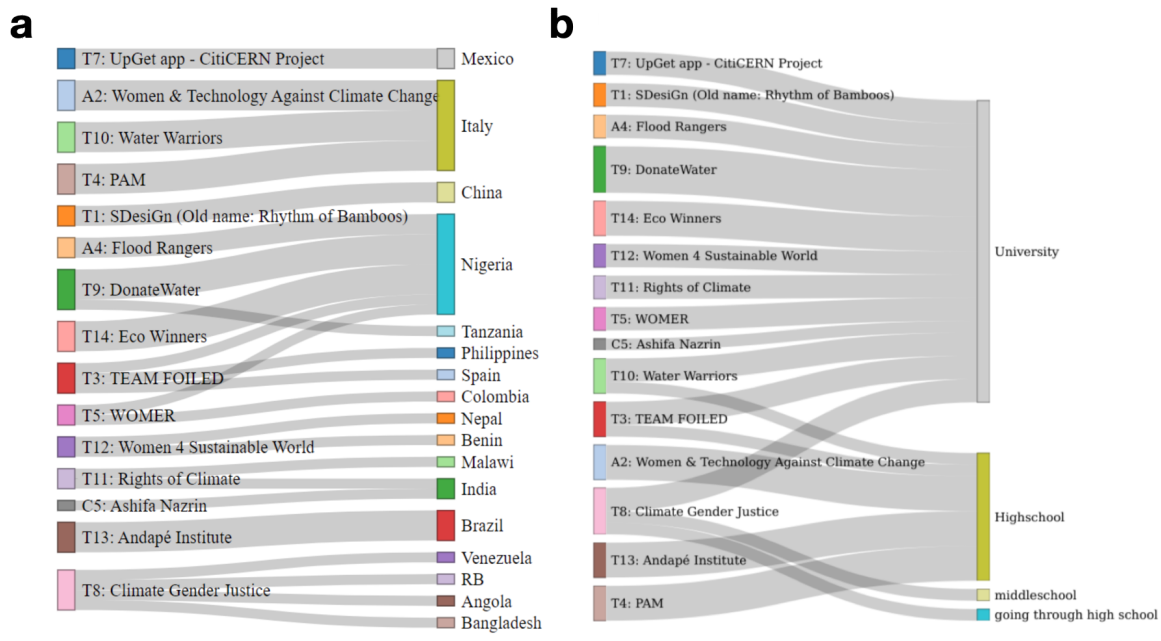 a
T7: UpGet app - CitiCERN Project
A2: Women & Technology Against Climate Change
T10: Water Warriors
T4: PAM
T1: SDesiGn (Old name: Rhythm of Bamboos)
A4: Flood Rangers
T9: DonateWater
T14: Eco Winners
T3: TEAM FOILED
T5: WOMER
T12: Women 4 Sustainable World
T11: Rights of Climate
C5: Ashifa Nazrin
T13: Andapé Institute
T8: Climate Gender Justice
Mexico
Italy
China
Nigeria
Tanzania
Philippines
Spain
Colombia
Nepal
Benin
Malawi
India
Brazil
Venezuela
RB
Angola
Bangladesh
b
T7: UpGet app - CitiCERN Project
T1: SDesiGn (Old name: Rhythm of Bamboos)
A4: Flood Rangers
T9: DonateWater
T14: Eco Winners
T12: Women 4 Sustainable World
T11: Rights of Climate
T5: WOMER
C5: Ashifa Nazrin
T10: Water Warriors
T3: TEAM FOILED
A2: Women & Technology Against Climate Change
T8: Climate Gender Justice
T13: Andapé Institute
T4: PAM
University
Highschool
middleschool
going through high school